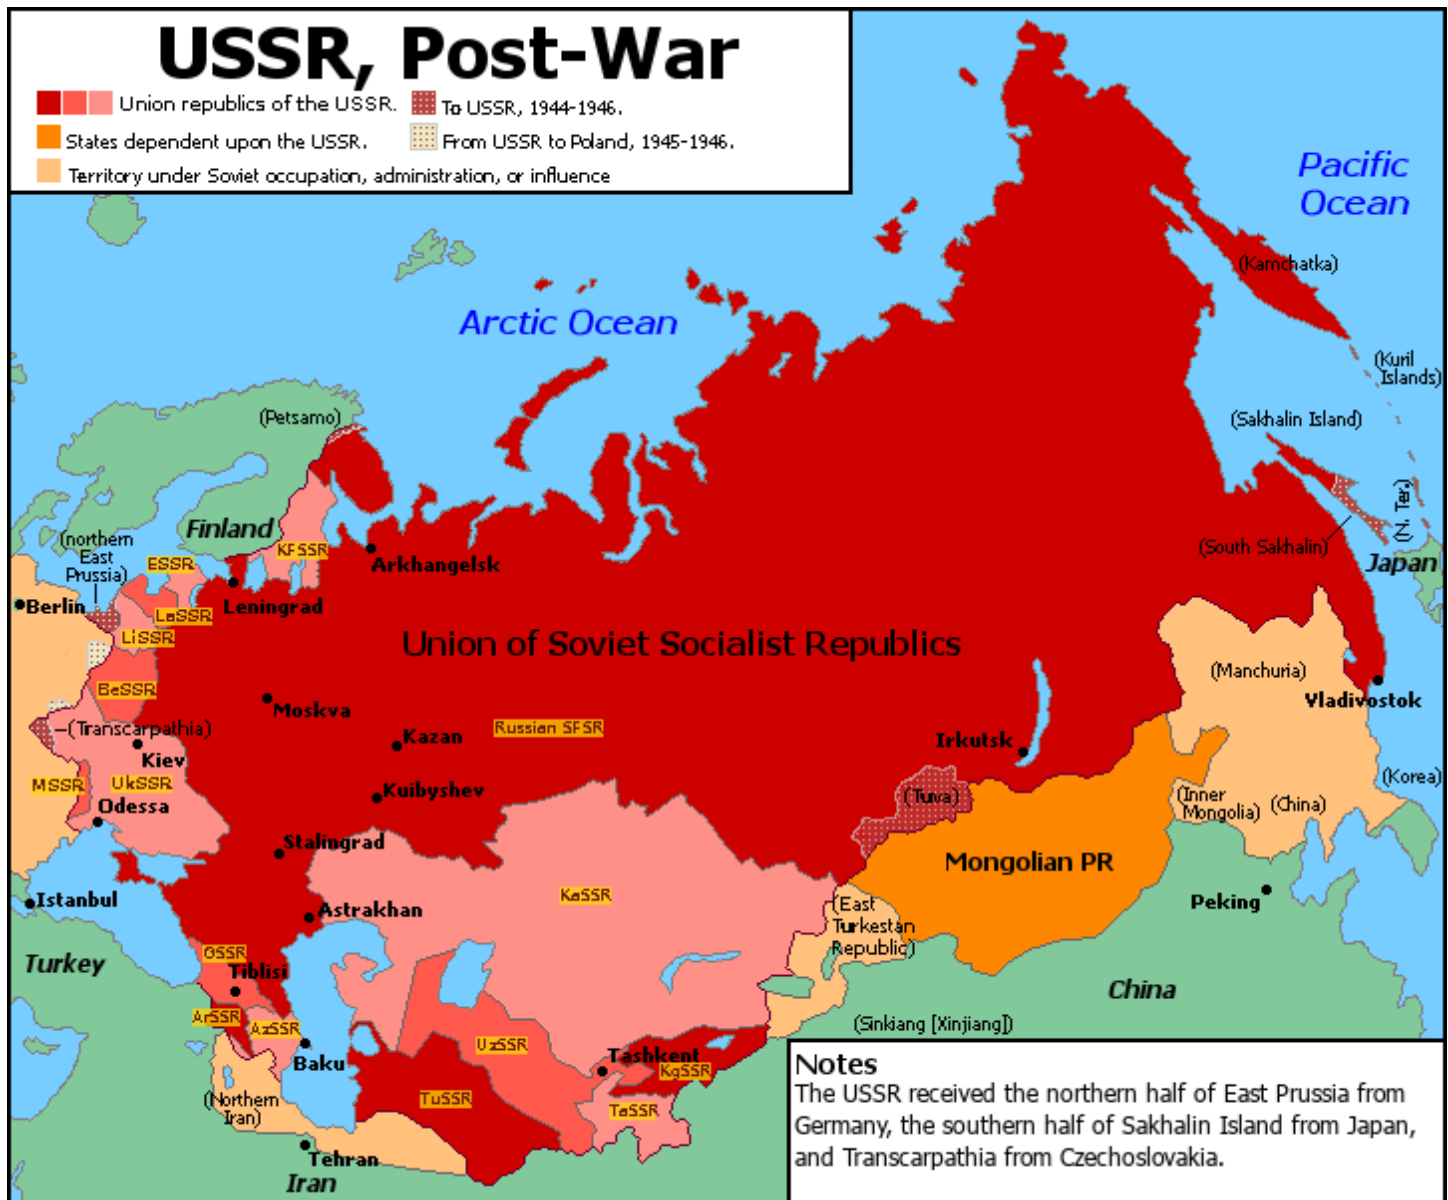 USSR, Post-War
Union republics of the USSR.
To USSR, 1944-1946.
States dependent upon the USSR.
From USSR to Poland, 1945-1946.
Territory under Soviet occupation, administration, or influence
Pacific
Ocean
(Kamchatka)
Arctic Ocean
(Kuril
Islands)
(Petsamo)
(Sakhalin Island)
(N. Ter.)
Finland
(northern
East
Prussia)
KFSSR
ESSR
Arkhangelsk
(South Sakhalin)
Japan
Berlin
Leningrad
LaSSR
LiSSR
Union of Soviet Socialist Republics
(Manchuria)
BeSSR
Vladivostok
Moskva
(Transcarpathia)
Russian SFSR
Kazan
Irkutsk
Kiev
(Korea)
MSSR
UkSSR
Kuibyshev
(Tuva)
(Inner
Mongolia)
(China)
Odessa
Stalingrad
Mongolian PR
KaSSR
Istanbul
Peking
Astrakhan
(East
Turkestan
Republic)
GSSR
Turkey
Tiblisi
China
ArSSR
AzSSR
(Sinkiang [Xinjiang])
UzSSR
Baku
Tashkent
KgSSR
(Northern
Iran)
TuSSR
TaSSR
Tehran
Iran
Notes
The USSR received the northern half of East Prussia from
Germany, the southern half of Sakhalin Island from Japan,
and Transcarpathia from Czechoslovakia.